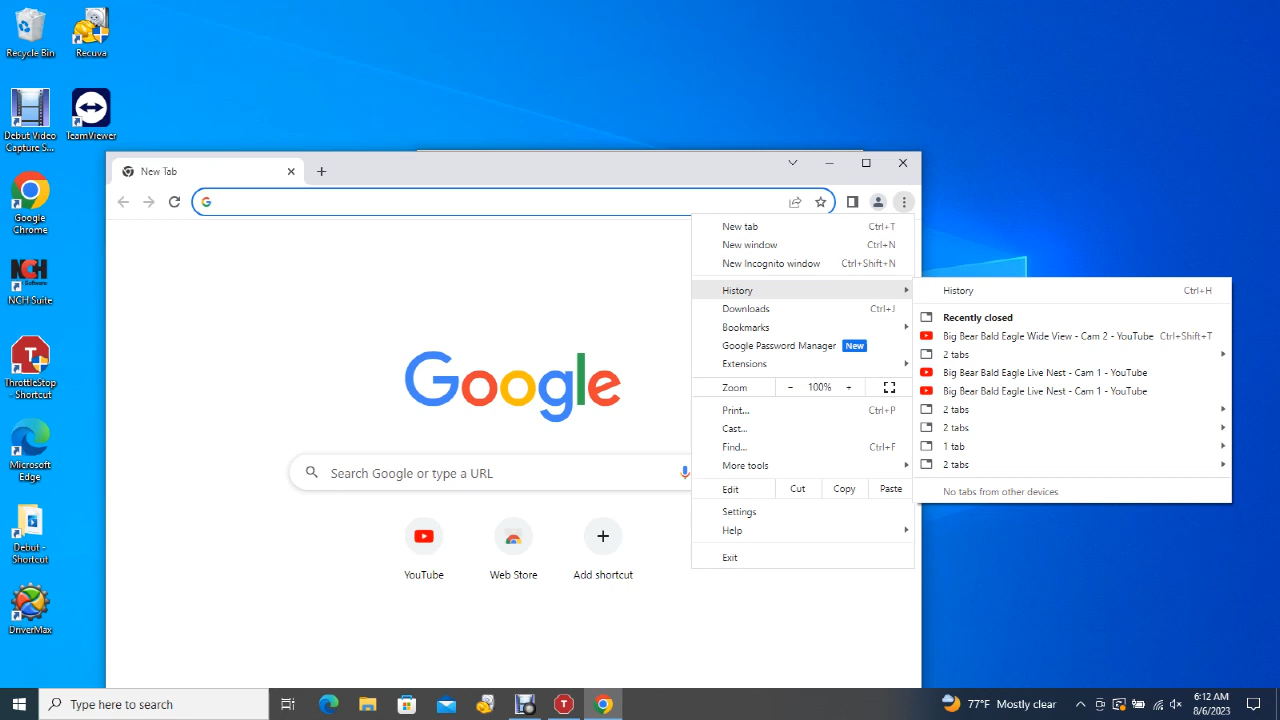 Recycle Bin
Recuva
Debut Video
Capture S...
TeamViewer
Google
Chrome
NCH
Software
NCH Suite
T
ThrottleStop
- Shortcut
Microsoft
Edge
Debut -
Shortcut
DriverMax
New Tab
G
New tab Ctrl+T
New window Ctrl+N
New Incognito window Ctrl+Shift+N
History
Downloads Ctrl+J
Bookmarks
Google Password Manager New
Extensions
Zoom - 100% +
Print... Ctrl+P
Cast...
Find... Ctrl+F
More tools
Edit Cut Copy Paste
Settings
Help
Exit
History Ctrl+H
Recently closed
Big Bear Bald Eagle Wide View - Cam 2 - YouTube Ctrl+Shift+T
2 tabs
Big Bear Bald Eagle Live Nest - Cam 1 - YouTube
Big Bear Bald Eagle Live Nest - Cam 1 - YouTube
2 tabs
2 tabs
1 tab
2 tabs
No tabs from other devices
Google
Search Google or type a URL
YouTube
Web Store
Add shortcut
Type here to search
T
77°F Mostly clear
6:12 AM
8/6/2023